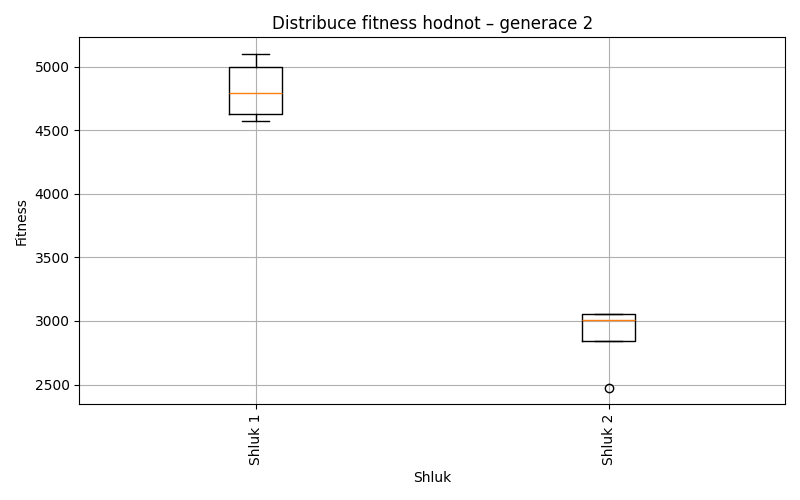 Distribuce fitness hodnot – generace 2
Fitness
5000
4500
4000
3500
3000
2500
Shluk 1
Shluk 2
Shluk